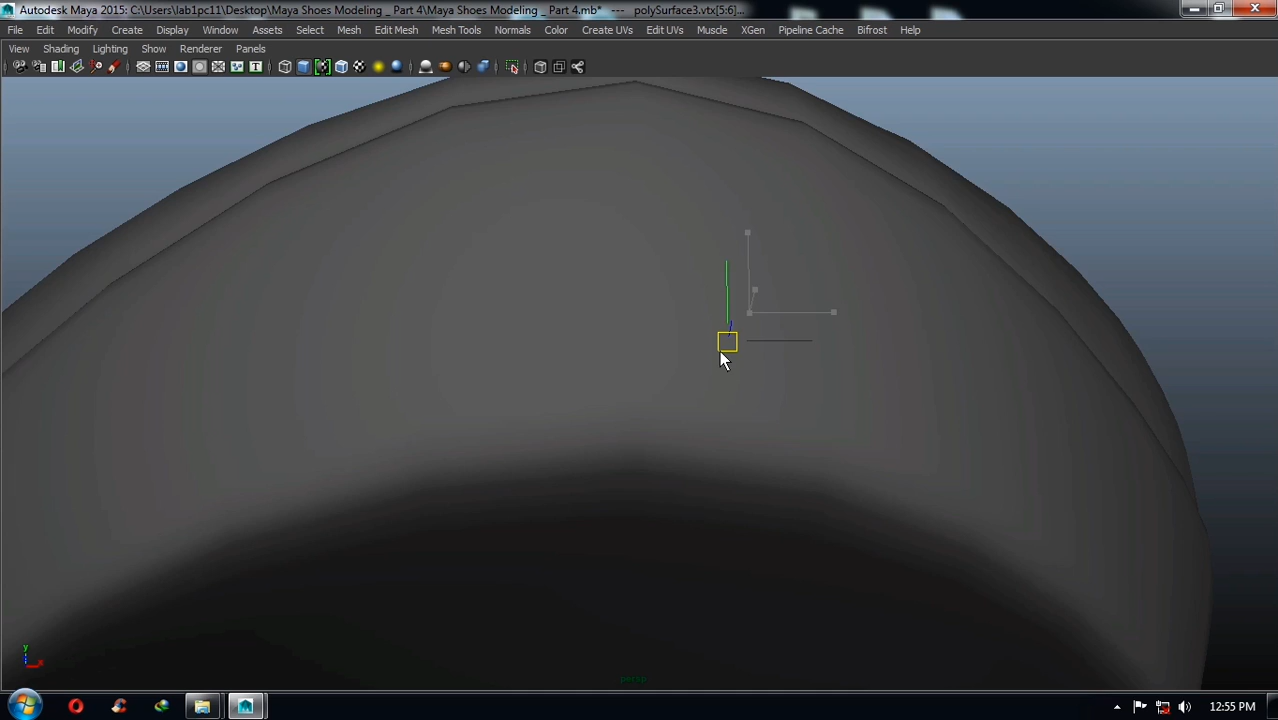 Autodesk Maya 2015: C:\Users\lab1pc11\Desktop\Maya Shoes Modeling _ Part 4\Maya Shoes Modeling _ Part 4.mb* --- polySurface3.vtx[5:6]...
File Edit Modify Create Display Window Assets Select Mesh Edit Mesh Mesh Tools Normals Color Create UVs Edit UVs Muscle XGen Pipeline Cache Bifrost Help
View Shading Lighting Show Renderer Panels
y
x
persp
12:55 PM